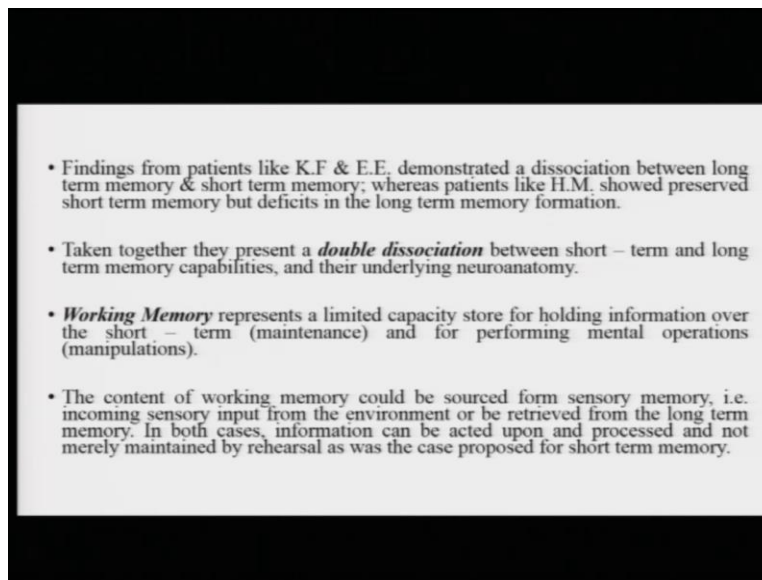 • Findings from patients like K.F & E.E. demonstrated a dissociation between long
term memory & short term memory; whereas patients like H.M. showed preserved
short term memory but deficits in the long term memory formation.
• Taken together they present a double dissociation between short – term and long
term memory capabilities, and their underlying neuroanatomy.
• Working Memory represents a limited capacity store for holding information over
the short – term (maintenance) and for performing mental operations
(manipulations).
• The content of working memory could be sourced form sensory memory, i.e.
incoming sensory input from the environment or be retrieved from the long term
memory. In both cases, information can be acted upon and processed and not
merely maintained by rehearsal as was the case proposed for short term memory.